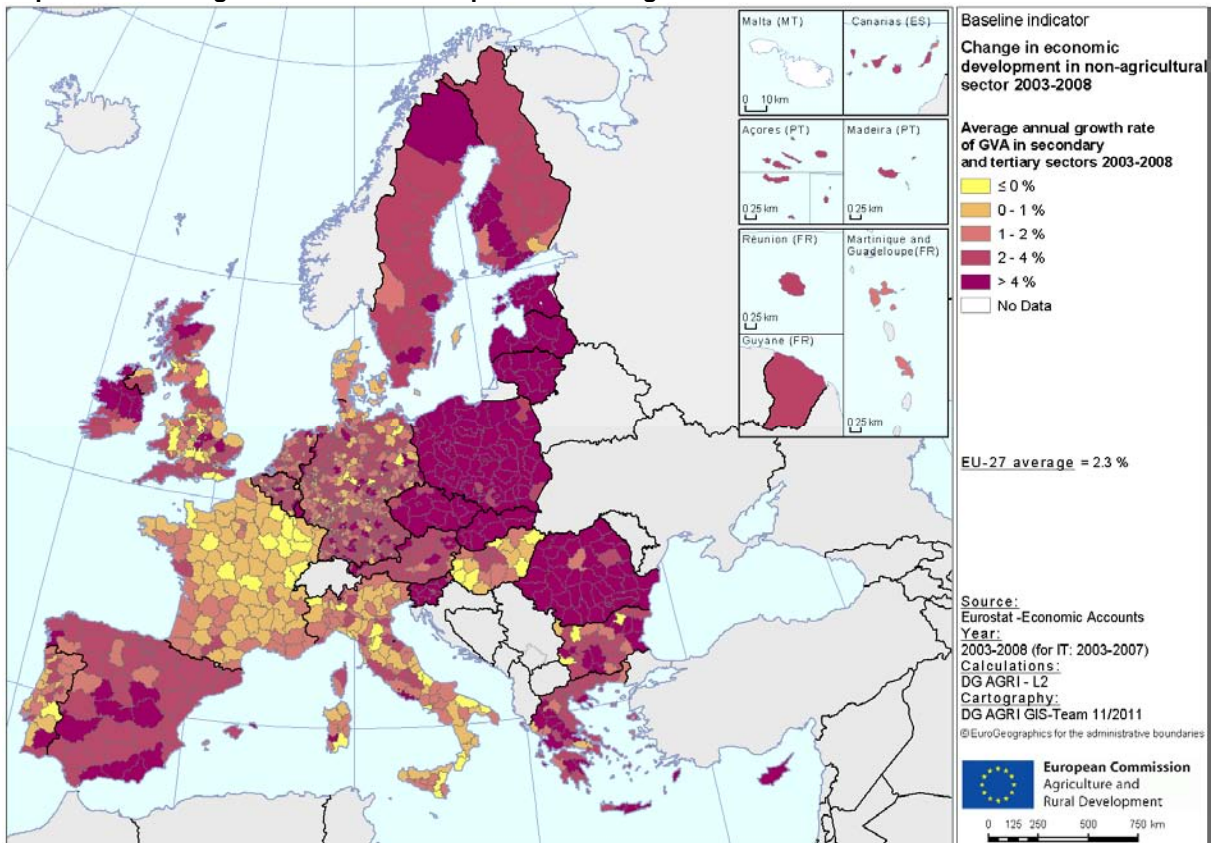 Malta (MT)
0 10 km
Canarias (ES)
Açores (PT)
0 25 km
Madeira (PT)
0 25 km
Réunion (FR)
0 25 km
Martinique and
Guadeloupe(FR)
0 25 km
Guyane (FR)
Baseline indicator
Change in economic
development in non-agricultural
sector 2003-2008
Average annual growth rate
of GVA in secondary
and tertiary sectors 2003-2008
≤ 0 %
0 - 1 %
1 - 2 %
2 - 4 %
> 4 %
No Data
EU-27 average = 2.3 %
Source:
Eurostat -Economic Accounts
Year:
2003-2008 (for IT: 2003-2007)
Calculations:
DG AGRI - L2
Cartography:
DG AGRI GIS-Team 11/2011
©EuroGeographics for the administrative boundaries
European Commission
Agriculture and
Rural Development
0 125 250 500 750 km